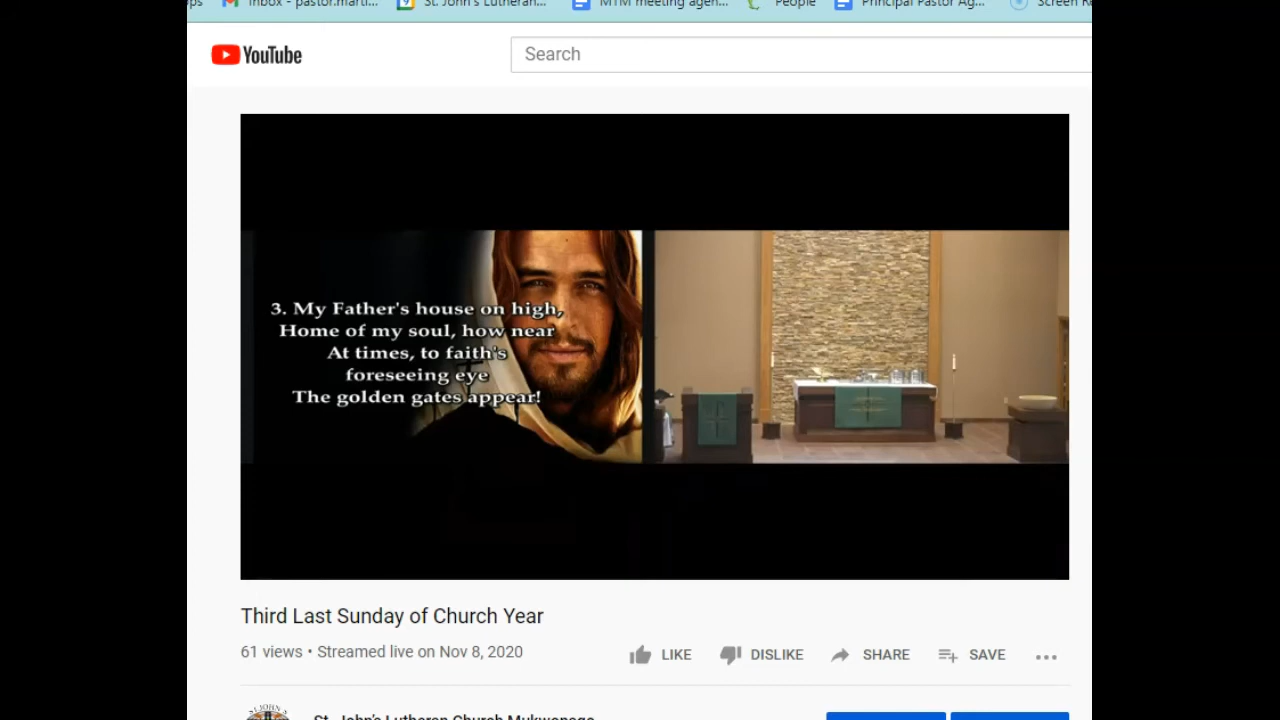 Inbox - pastor.marti... St. John's Lutheran... MTM meeting agen... People Principal Pastor Ag... Screen
YouTube Search
3. My Father's house on high,
Home of my soul, how near
At times, to faith's
foreseeing eye
The golden gates appear!
Third Last Sunday of Church Year
61 views • Streamed live on Nov 8, 2020 LIKE DISLIKE SHARE SAVE
ST JOHN'S
St. John's Lutheran Church Mukwonago